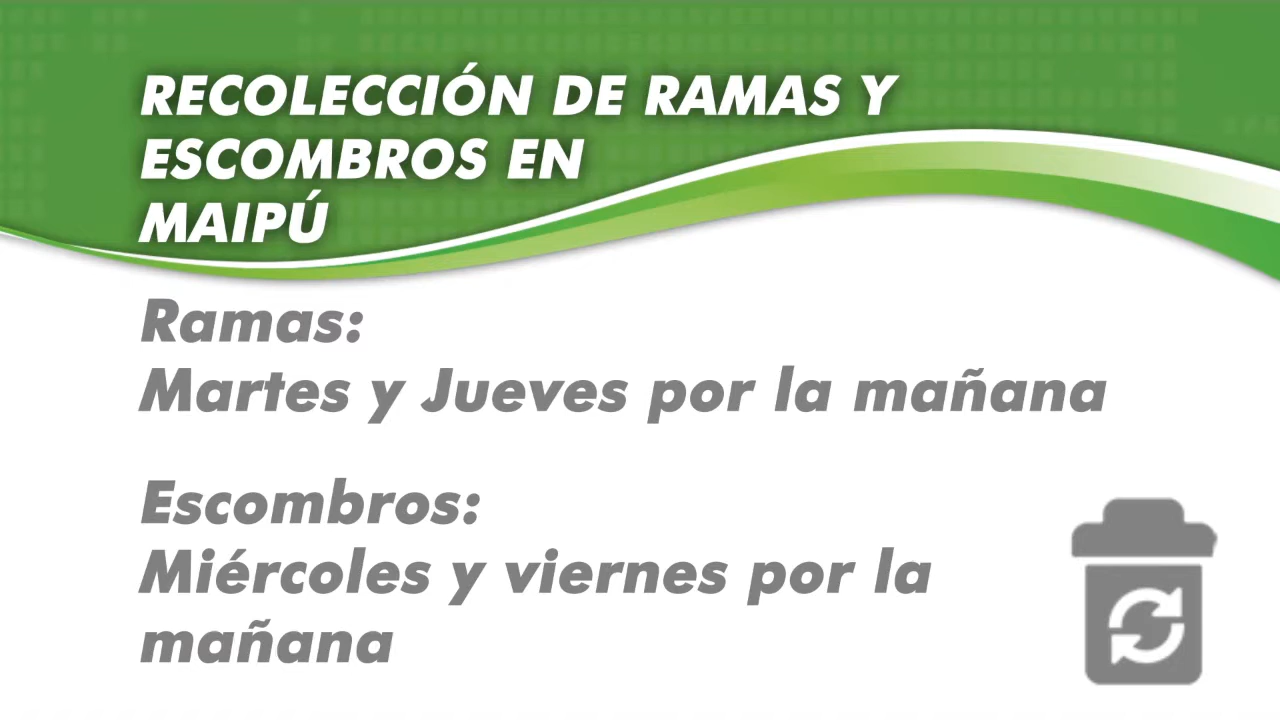 RECOLECCIÓN DE RAMAS Y
ESCOMBROS EN
MAIPÚ
Ramas:
Martes y Jueves por la mañana
Escombros:
Miércoles y viernes por la
mañana